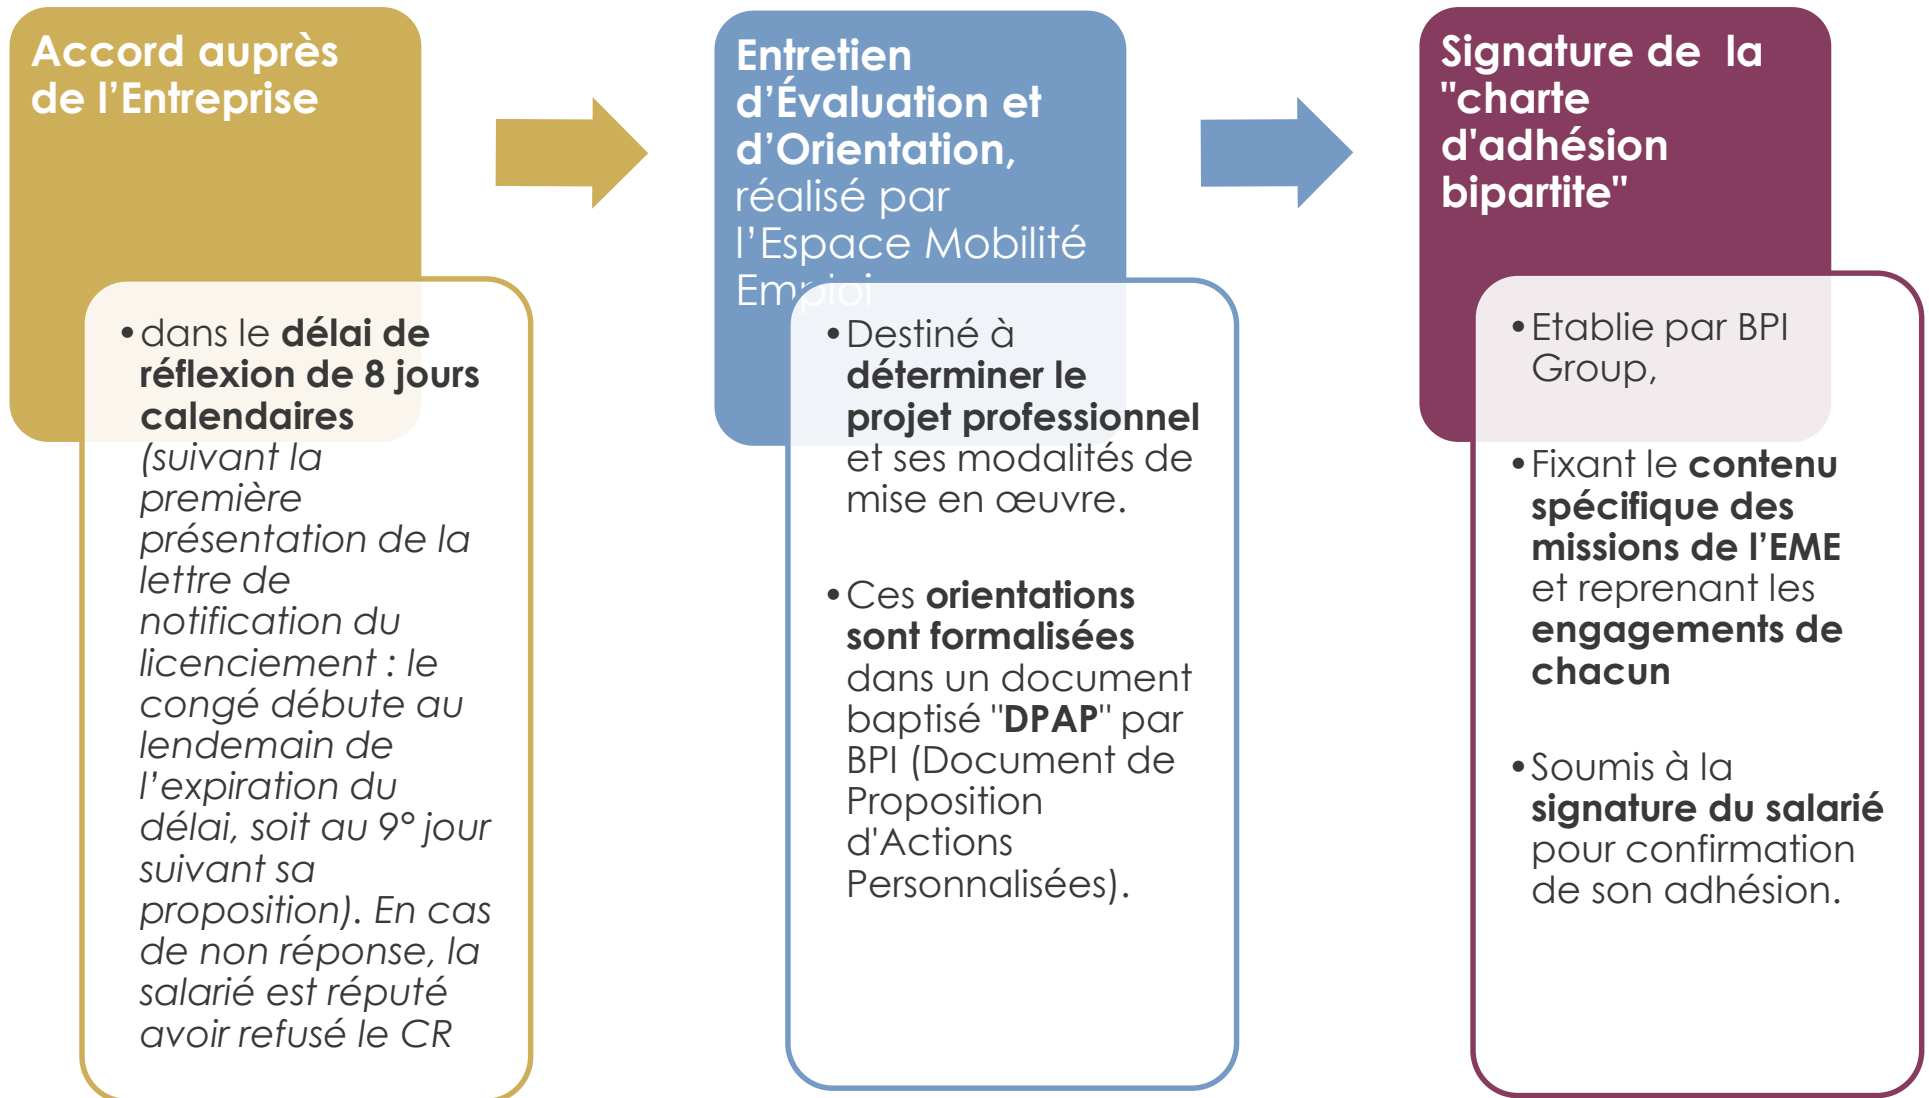 Accord auprès
de l’Entreprise
•dans le délai de
réflexion de 8 jours
calendaires
(suivant la
première
présentation de la
lettre de
notification du
licenciement : le
congé débute au
lendemain de
l’expiration du
délai, soit au 9° jour
suivant sa
proposition). En cas
de non réponse, la
salarié est réputé
avoir refusé le CR
Entretien
d’Évaluation et
d’Orientation,
réalisé par
l’Espace Mobilité
Emploi
•Destiné à
déterminer le
projet professionnel
et ses modalités de
mise en œuvre.
•Ces orientations
sont formalisées
dans un document
baptisé "DPAP" par
BPI (Document de
Proposition
d'Actions
Personnalisées).
Signature de la
"charte
d'adhésion
bipartite"
•Etablie par BPI
Group,
•Fixant le contenu
spécifique des
missions de l’EME
et reprenant les
engagements de
chacun
•Soumis à la
signature du salarié
pour confirmation
de son adhésion.